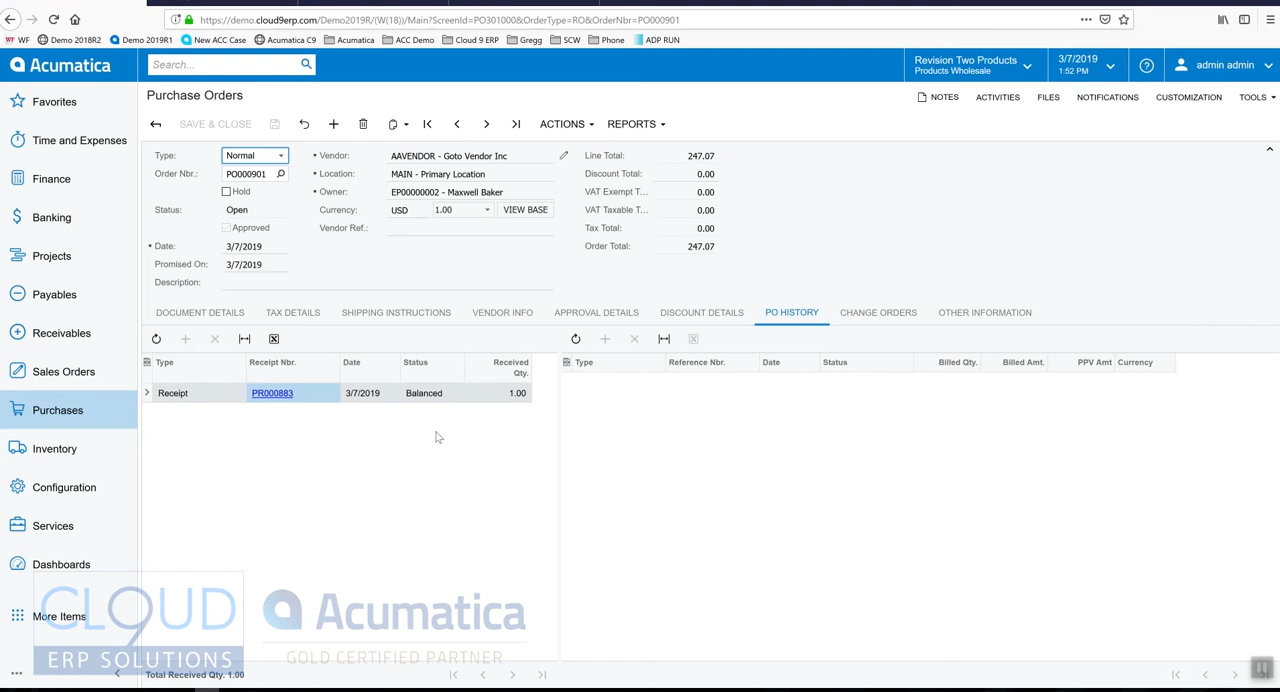 https://demo.cloud9erp.com/Demo2019R/(W(18))/Main?ScreenId=PO301000&OrderType=RO&OrderNbr=PO000901
WF WF Demo 2018R2 Demo 2019R1 New ACC Case Acumatica C9 Acumatica ACC Demo Cloud 9 ERP Gregg SCW Phone ADP RUN
Acumatica
Search...
Revision Two Products
Products Wholesale
3/7/2019
1:52 PM
admin admin
Favorites
Time and Expenses
Finance
Banking
Projects
Payables
Receivables
Sales Orders
Purchases
Inventory
Configuration
Services
Dashboards
More Items
Purchase Orders
NOTES ACTIVITIES FILES NOTIFICATIONS CUSTOMIZATION TOOLS
SAVE & CLOSE ACTIONS REPORTS
Type: Normal
Order Nbr.: PO000901
Hold
Status: Open
Approved
Date: 3/7/2019
Promised On: 3/7/2019
Description:
Vendor: AAVENDOR - Goto Vendor Inc
Location: MAIN - Primary Location
Owner: EP00000002 - Maxwell Baker
Currency: USD 1.00 VIEW BASE
Vendor Ref.:
Line Total: 247.07
Discount Total: 0.00
VAT Exempt T... 0.00
VAT Taxable T... 0.00
Tax Total: 0.00
Order Total: 247.07
DOCUMENT DETAILS TAX DETAILS SHIPPING INSTRUCTIONS VENDOR INFO APPROVAL DETAILS DISCOUNT DETAILS PO HISTORY CHANGE ORDERS OTHER INFORMATION
Type Receipt Nbr. Date Status Received Qty.
Receipt PR000883 3/7/2019 Balanced 1.00
Type Reference Nbr. Date Status Billed Qty. Billed Amt. PPV Amt Currency
CLOUD 9
ERP SOLUTIONS
Acumatica
GOLD CERTIFIED PARTNER
Total Received Qty. 1.00